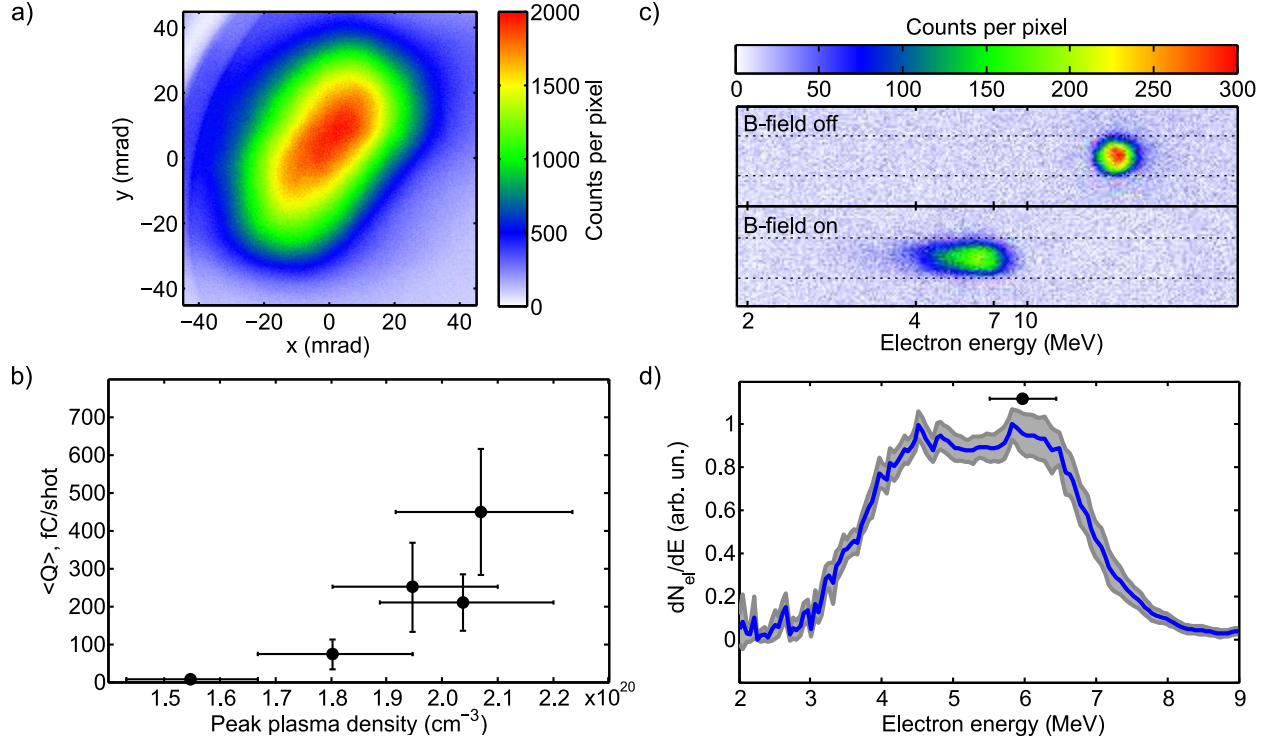 a)
40
20
0
−20
−40
y (mrad)
−40 −20 0 20 40
x (mrad)
2000
1500
1000
500
0
Counts per pixel
c)
Counts per pixel
0 50 100 150 200 250 300
B-field off
B-field on
2 4 7 10
Electron energy (MeV)
b)
700
600
500
400
300
200
100
0
<Q>, fC/shot
1.5 1.6 1.7 1.8 1.9 2.0 2.1 2.2 ×10²⁰
Peak plasma density (cm⁻³)
d)
1
0.8
0.6
0.4
0.2
0
dNₑₗ/dE (arb. un.)
2 3 4 5 6 7 8 9
Electron energy (MeV)